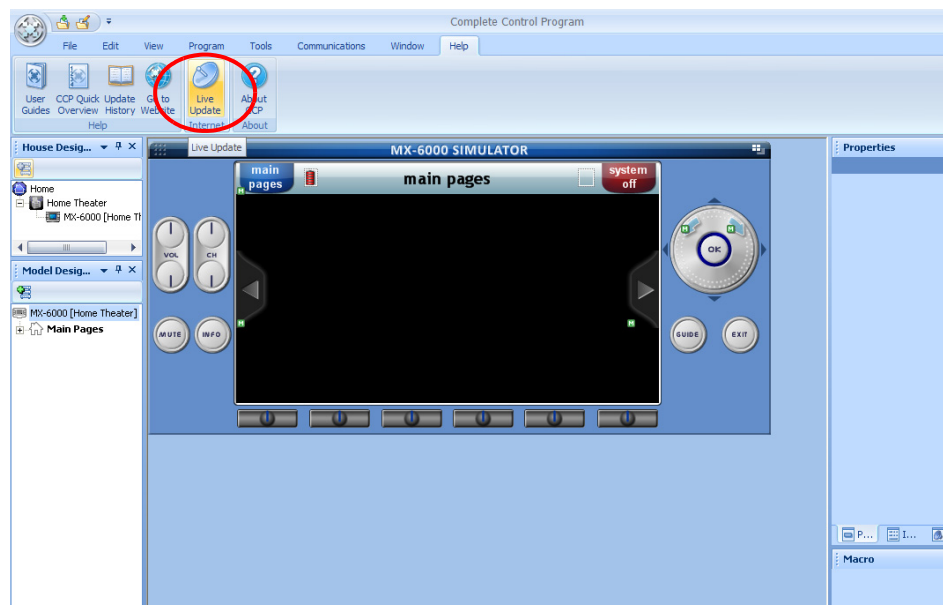 Complete Control Program
File Edit View Program Tools Communications Window Help
User Guides
CCP Quick Overview
Update History
Go to Website
Live Update
About CCP
Help Internet About
Live Update
House Desig...
Home
Home Theater
MX-6000 [Home Th
Model Desig...
MX-6000 [Home Theater]
Main Pages
MX-6000 SIMULATOR
main pages
main pages
system off
VOL CH
MUTE INFO
M
M
M
M
M
OK
GUIDE EXIT
Properties
P... I...
Macro